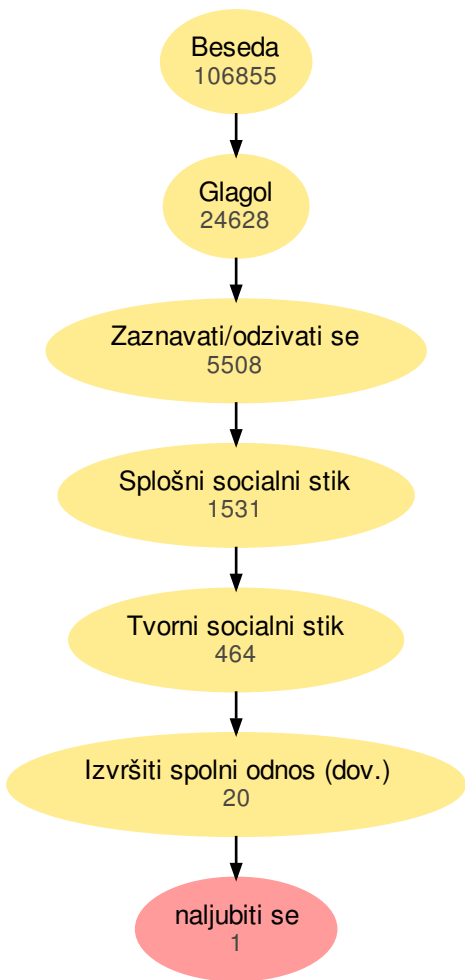 Beseda
106855
Glagol
24628
Zaznavati/odzivati se
5508
Splošni socialni stik
1531
Tvorni socialni stik
464
Izvršiti spolni odnos (dov.)
20
naljubiti se
1